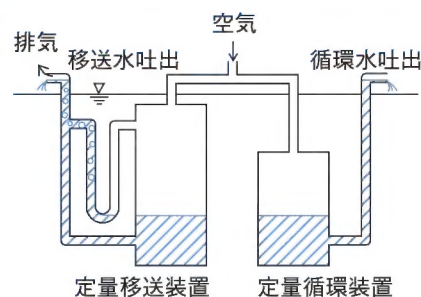 空気
排気
移送水吐出
循環水吐出
定量移送装置
定量循環装置